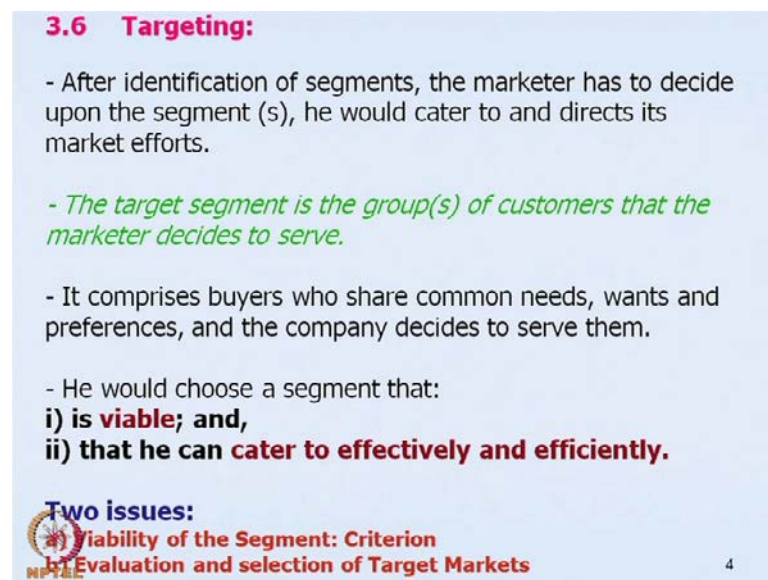 3.6 Targeting:
- After identification of segments, the marketer has to decide
upon the segment (s), he would cater to and directs its
market efforts.
- The target segment is the group(s) of customers that the
marketer decides to serve.
- It comprises buyers who share common needs, wants and
preferences, and the company decides to serve them.
- He would choose a segment that:
i) is viable; and,
ii) that he can cater to effectively and efficiently.
Two issues:
a) Viability of the Segment: Criterion
b) Evaluation and selection of Target Markets
NPTEL
4